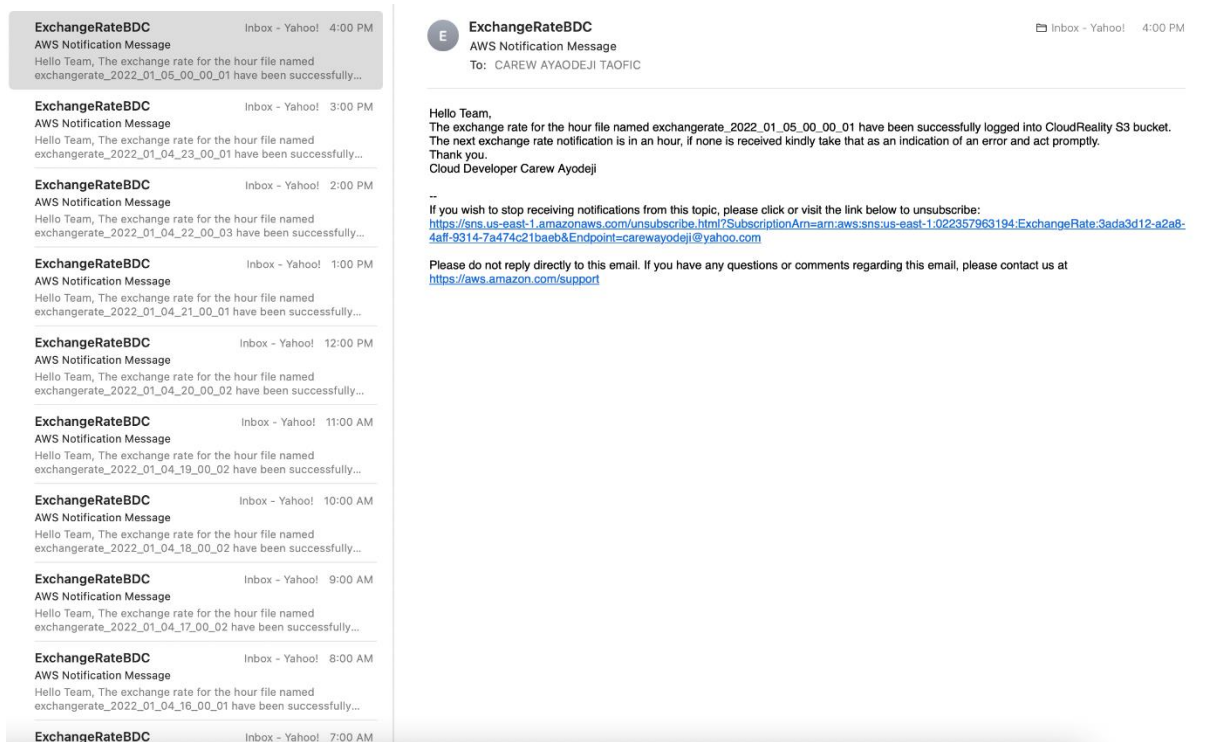 ExchangeRateBDC Inbox - Yahoo! 4:00 PM
AWS Notification Message
Hello Team, The exchange rate for the hour file named
exchangerate_2022_01_05_00_00_01 have been successfully...
ExchangeRateBDC Inbox - Yahoo! 3:00 PM
AWS Notification Message
Hello Team, The exchange rate for the hour file named
exchangerate_2022_01_04_23_00_01 have been successfully...
ExchangeRateBDC Inbox - Yahoo! 2:00 PM
AWS Notification Message
Hello Team, The exchange rate for the hour file named
exchangerate_2022_01_04_22_00_03 have been successfully...
ExchangeRateBDC Inbox - Yahoo! 1:00 PM
AWS Notification Message
Hello Team, The exchange rate for the hour file named
exchangerate_2022_01_04_21_00_01 have been successfully...
ExchangeRateBDC Inbox - Yahoo! 12:00 PM
AWS Notification Message
Hello Team, The exchange rate for the hour file named
exchangerate_2022_01_04_20_00_02 have been successfully...
ExchangeRateBDC Inbox - Yahoo! 11:00 AM
AWS Notification Message
Hello Team, The exchange rate for the hour file named
exchangerate_2022_01_04_19_00_02 have been successfully...
ExchangeRateBDC Inbox - Yahoo! 10:00 AM
AWS Notification Message
Hello Team, The exchange rate for the hour file named
exchangerate_2022_01_04_18_00_02 have been successfully...
ExchangeRateBDC Inbox - Yahoo! 9:00 AM
AWS Notification Message
Hello Team, The exchange rate for the hour file named
exchangerate_2022_01_04_17_00_02 have been successfully...
ExchangeRateBDC Inbox - Yahoo! 8:00 AM
AWS Notification Message
Hello Team, The exchange rate for the hour file named
exchangerate_2022_01_04_16_00_01 have been successfully...
ExchangeRateBDC Inbox - Yahoo! 7:00 AM
E
ExchangeRateBDC Inbox - Yahoo! 4:00 PM
AWS Notification Message
To: CAREW AYAODEJI TAOFIC
Hello Team,
The exchange rate for the hour file named exchangerate_2022_01_05_00_00_01 have been successfully logged into CloudReality S3 bucket.
The next exchange rate notification is in an hour, if none is received kindly take that as an indication of an error and act promptly.
Thank you.
Cloud Developer Carew Ayodeji
--
If you wish to stop receiving notifications from this topic, please click or visit the link below to unsubscribe:
https://sns.us-east-1.amazonaws.com/unsubscribe.html?SubscriptionArn=arn:aws:sns:us-east-1:022357963194:ExchangeRate:3ada3d12-a2a8-
4aff-9314-7a474c21baeb&Endpoint=carewayodeji@yahoo.com
Please do not reply directly to this email. If you have any questions or comments regarding this email, please contact us at
https://aws.amazon.com/support